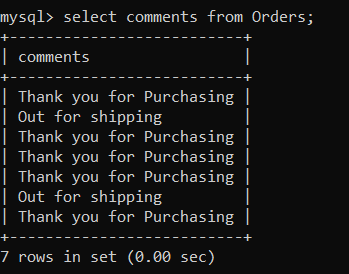 mysql> select comments from Orders;
+--------------------------+
| comments                 |
+--------------------------+
| Thank you for Purchasing |
| Out for shipping         |
| Thank you for Purchasing |
| Thank you for Purchasing |
| Thank you for Purchasing |
| Out for shipping         |
| Thank you for Purchasing |
+--------------------------+
7 rows in set (0.00 sec)